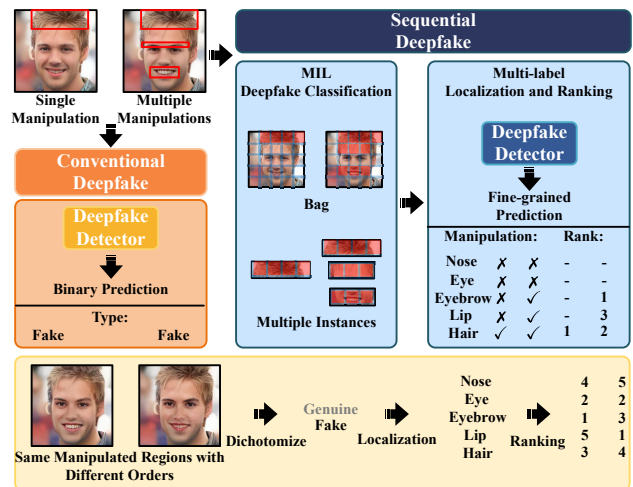 Single
Manipulation
Multiple
Manipulations
Conventional
Deepfake
Deepfake
Detector
Binary Prediction
Type:
Fake Fake
Sequential
Deepfake
MIL
Deepfake Classification
Bag
Multiple Instances
Multi-label
Localization and Ranking
Deepfake
Detector
Fine-grained
Prediction
Manipulation: Rank:
Nose ✗ ✗ - -
Eye ✗ ✗ - -
Eyebrow ✗ ✓ - 1
Lip ✗ ✓ - 3
Hair ✓ ✓ 1 2
Same Manipulated Regions with
Different Orders
Dichotomize
Genuine
Fake
Localization
Nose
Eye
Eyebrow
Lip
Hair
Ranking
4 5
2 2
1 3
5 1
3 4